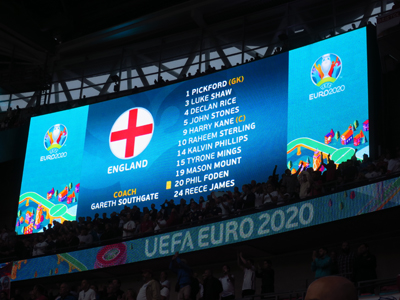 UEFA
EURO2020
ENGLAND
COACH
GARETH SOUTHGATE
1 PICKFORD (GK)
3 LUKE SHAW
4 DECLAN RICE
5 JOHN STONES
9 HARRY KANE (C)
10 RAHEEM STERLING
14 KALVIN PHILLIPS
15 TYRONE MINGS
19 MASON MOUNT
20 PHIL FODEN
24 REECE JAMES
EURO2020
UEFA EURO 2020